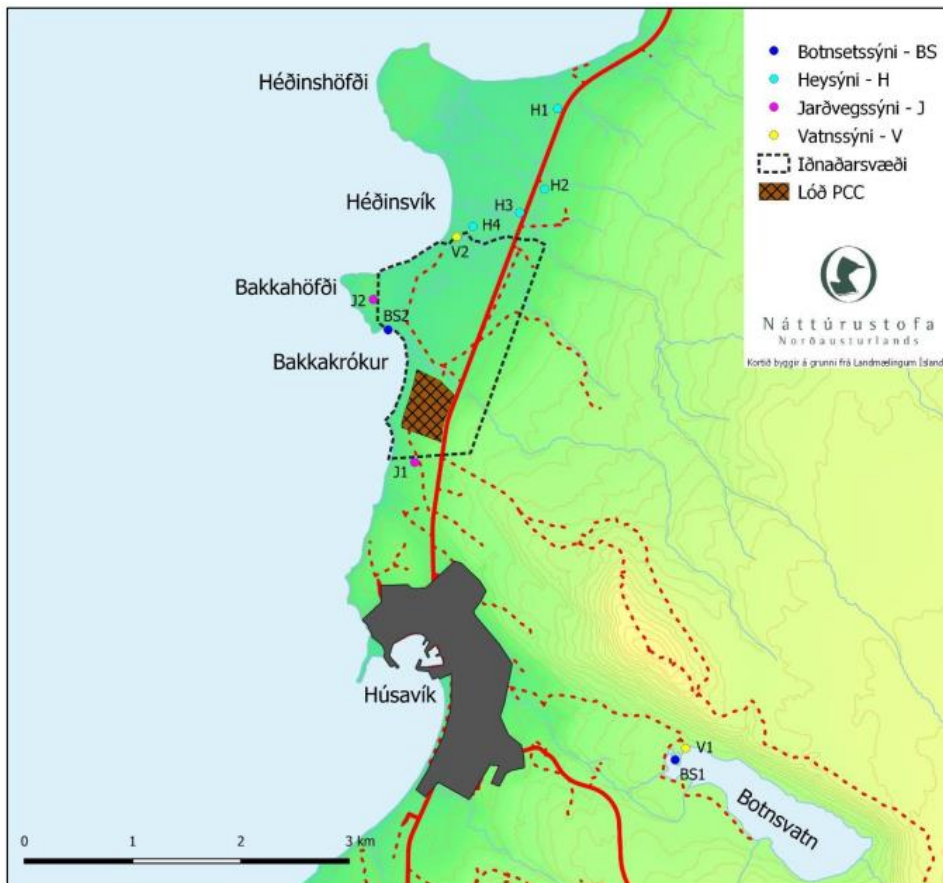 Héðinshöfði
Botnsetssýni - BS
Heysýni - H
Jarðvegssýni - J
Vatnssýni - V
Iðnaðarsvæði
Lóð PCC
Náttúrustofa
Norðausturlands
Kortið byggir á grunni frá Landmælingum Ísland
H1
H2
Héðinsvík
H3
H4
V2
Bakkahöfði
J2
BS2
Bakkakrókur
J1
Húsavík
V1
BS1
Botnsvatn
0 1 2 3 km